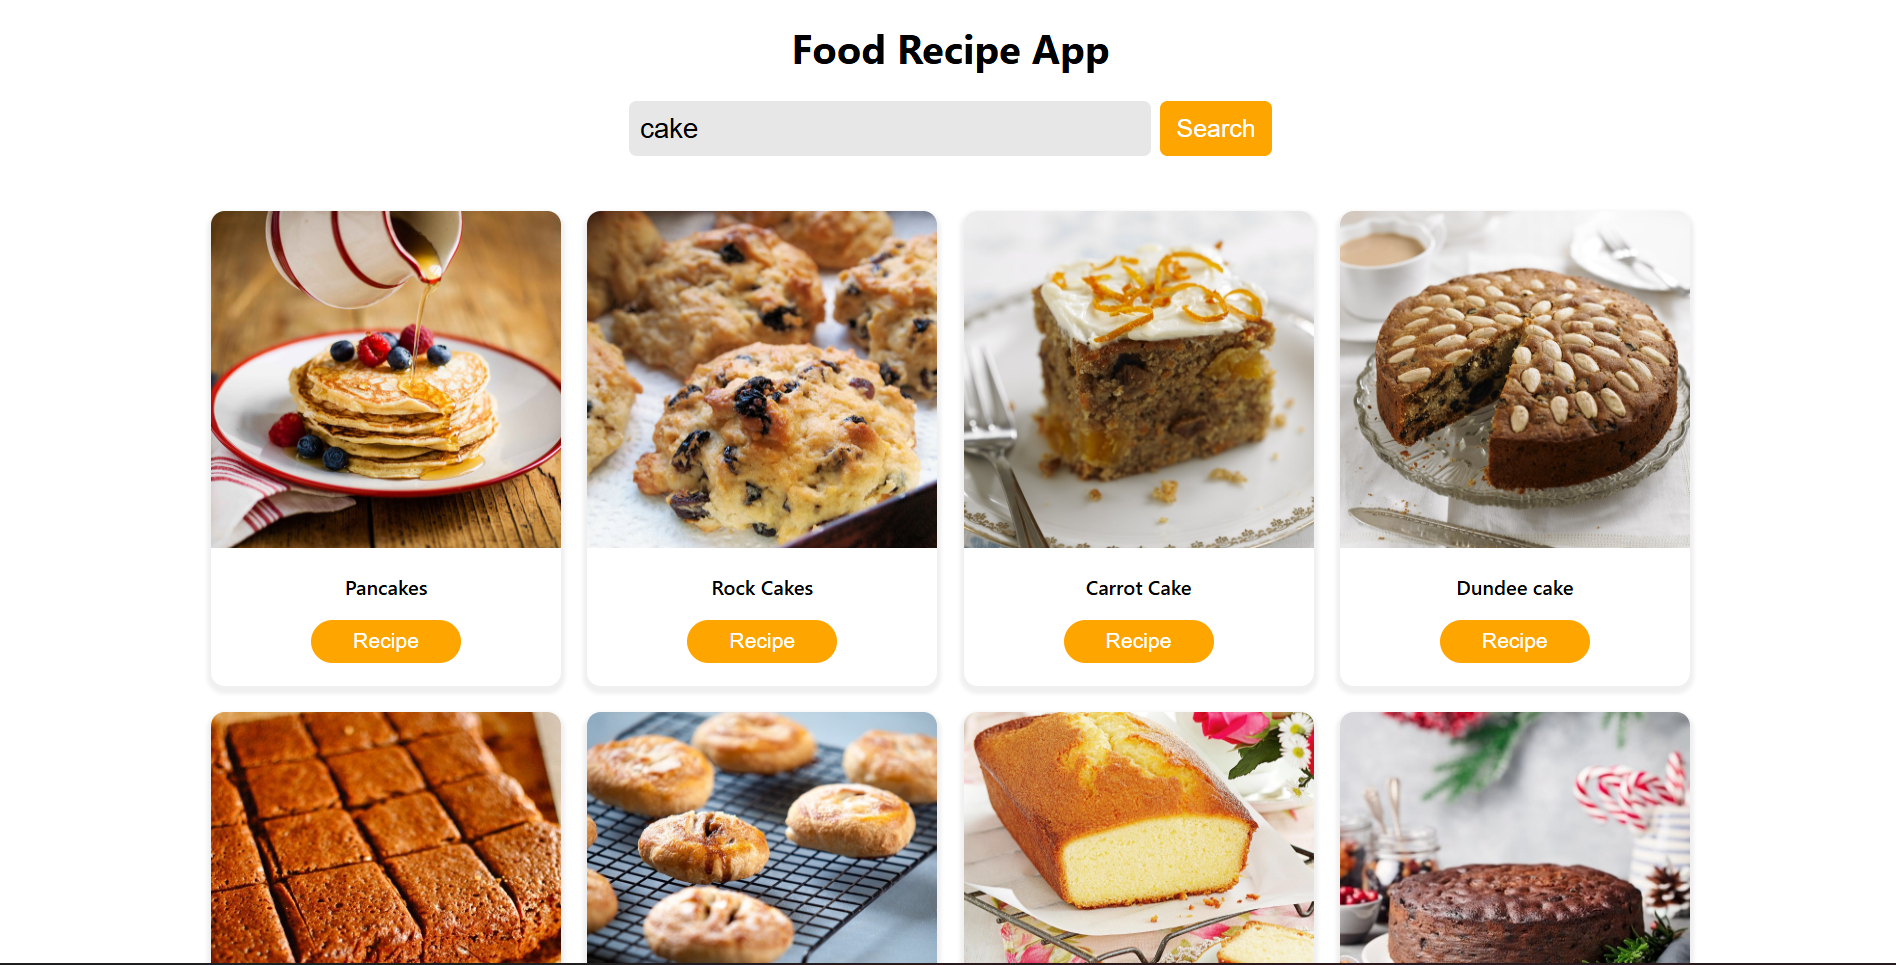 Food Recipe App
cake
Search
Pancakes
Rock Cakes
Carrot Cake
Dundee cake
Recipe
Recipe
Recipe
Recipe